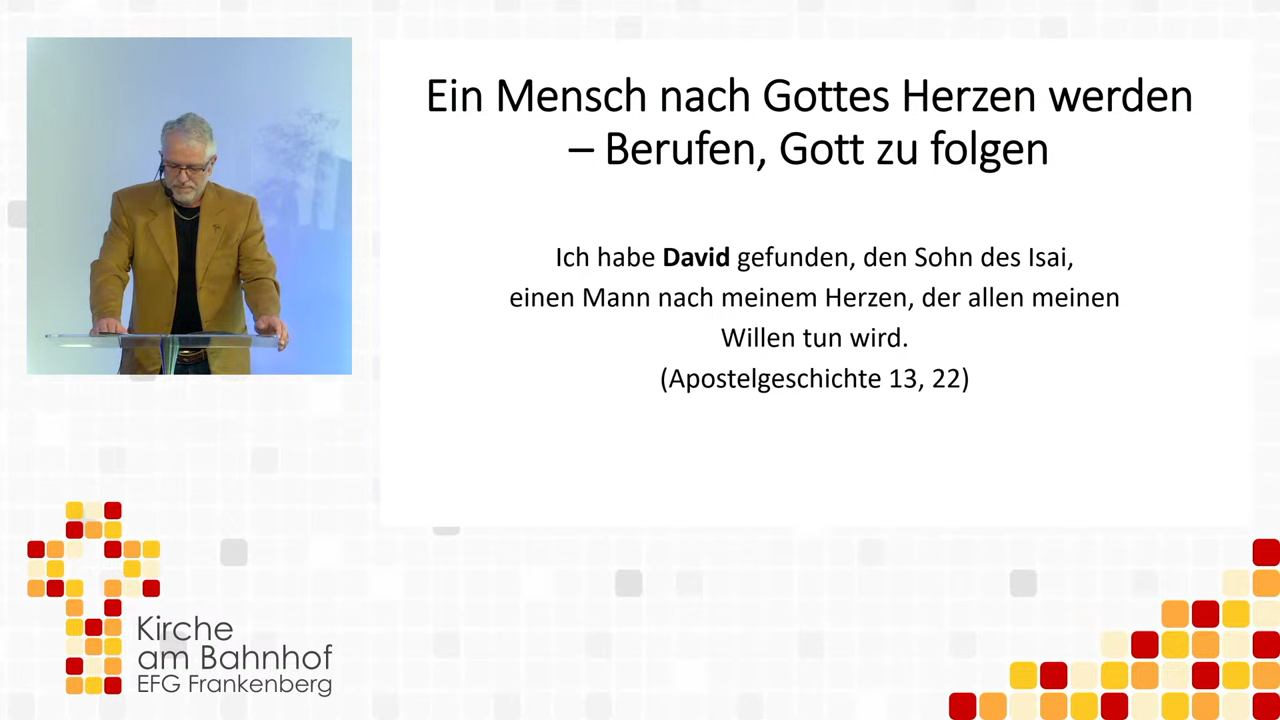 Ein Mensch nach Gottes Herzen werden
– Berufen, Gott zu folgen
Ich habe David gefunden, den Sohn des Isai,
einen Mann nach meinem Herzen, der allen meinen
Willen tun wird.
(Apostelgeschichte 13, 22)
Kirche
am Bahnhof
EFG Frankenberg